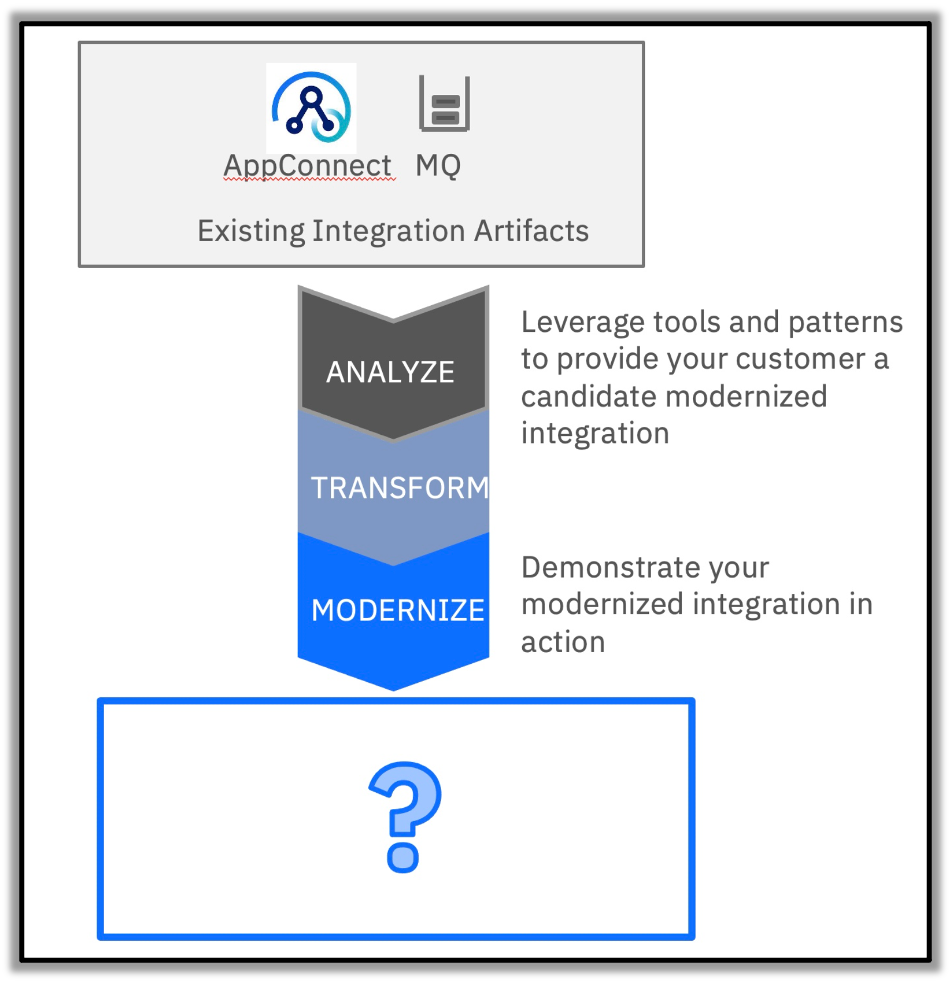 AppConnect MQ
Existing Integration Artifacts
ANALYZE
Leverage tools and patterns
to provide your customer a
candidate modernized
integration
TRANSFORM
MODERNIZE
Demonstrate your
modernized integration in
action
?